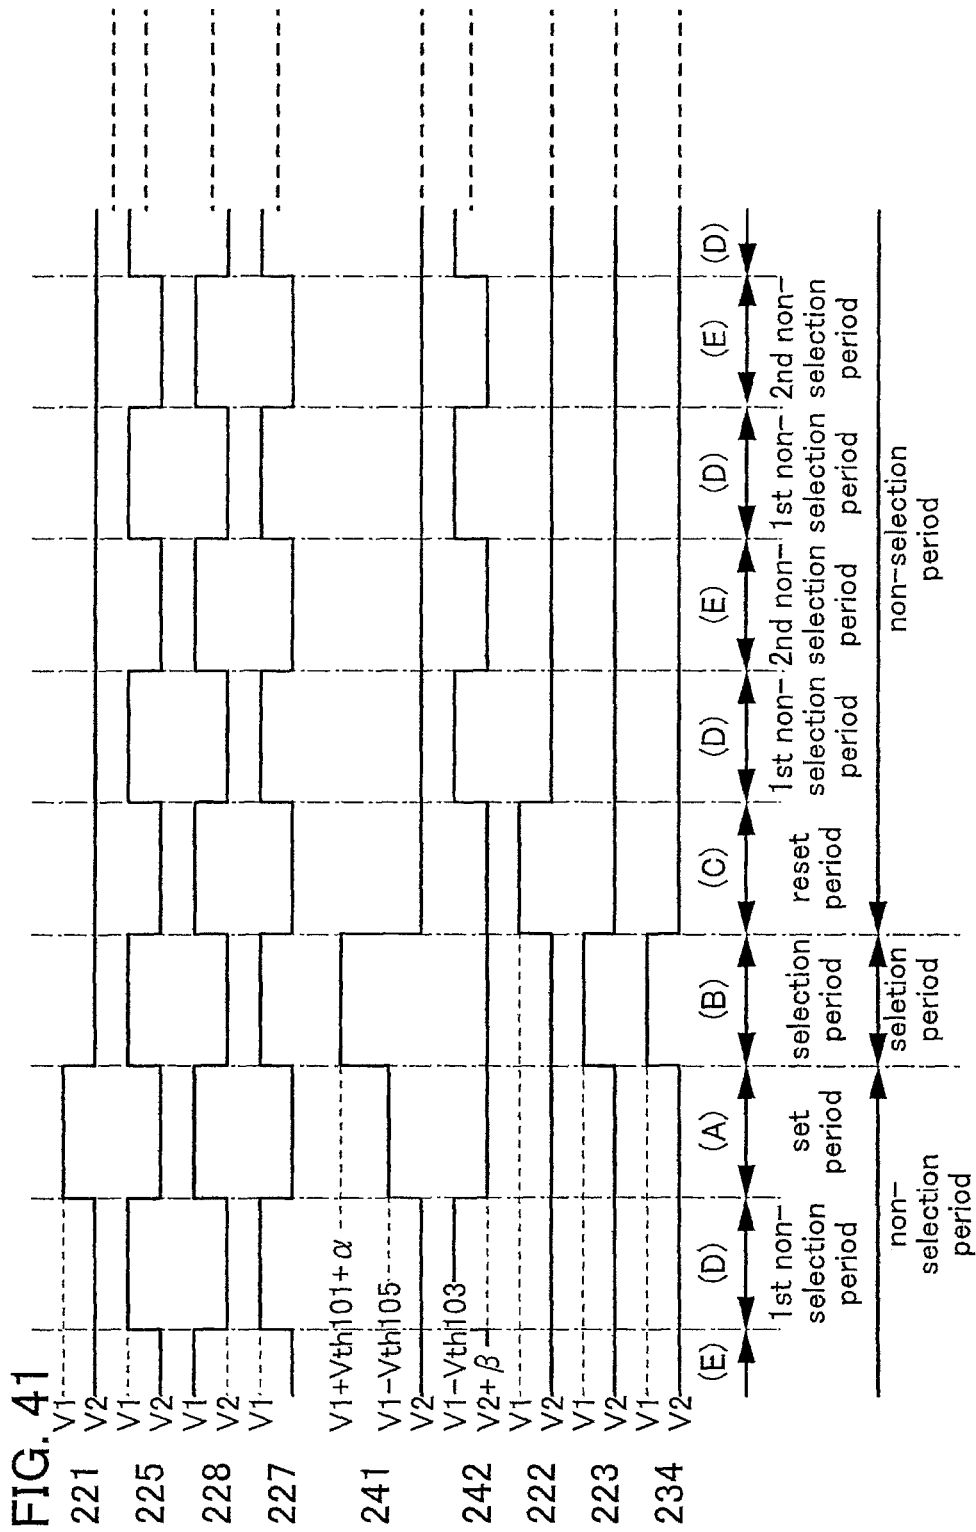 FIG. 41
221
V1
V2
225
V1
V2
228
V1
V2
227
V1
241
V1+Vth101+α
V1-Vth105
V2
242
V1-Vth103
V2+β
222
V1
V2
223
V1
V2
234
V1
V2
(E)
(D)
(A)
(B)
(C)
(D)
(E)
(D)
(E)
(D)
1st non-
selection
period
set
period
selection
period
reset
period
1st non-
selection
period
2nd non-
selection
period
1st non-
selection
period
2nd non-
selection
period
non-
selection
period
seletion
period
non-selection
period